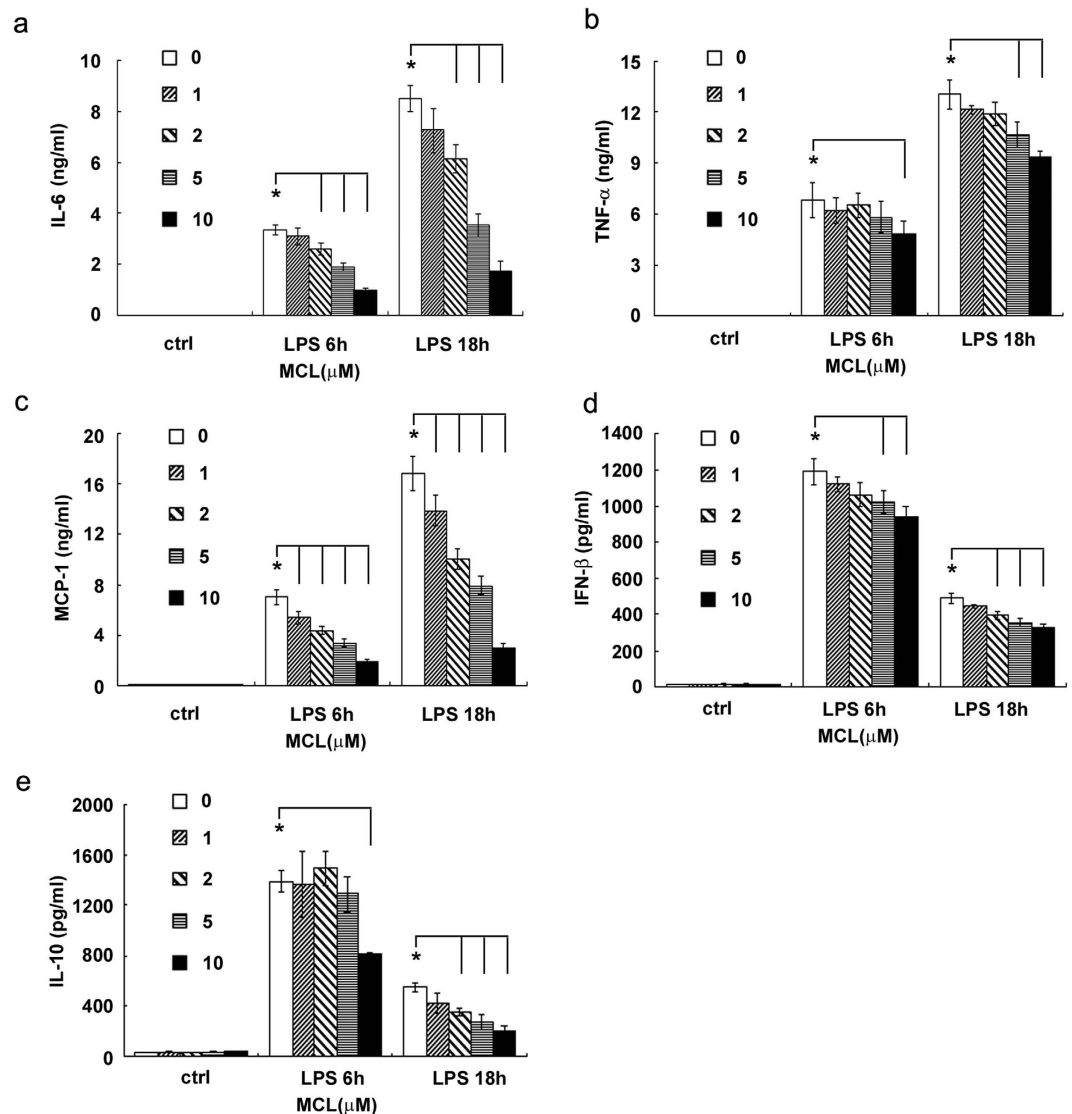 a
IL-6 (ng/ml)
10
8
6
4
2
0
0
1
2
5
10
*
*
ctrl
LPS 6h
LPS 18h
MCL(μM)
b
TNF-α (ng/ml)
15
12
9
6
3
0
0
1
2
5
10
*
*
ctrl
LPS 6h
LPS 18h
MCL(μM)
c
MCP-1 (ng/ml)
20
16
12
8
4
0
0
1
2
5
10
*
*
ctrl
LPS 6h
LPS 18h
MCL(μM)
d
IFN-β (pg/ml)
1400
1200
1000
800
600
400
200
0
0
1
2
5
10
*
*
ctrl
LPS 6h
LPS 18h
MCL(μM)
e
IL-10 (pg/ml)
2000
1600
1200
800
400
0
0
1
2
5
10
*
*
ctrl
LPS 6h
LPS 18h
MCL(μM)